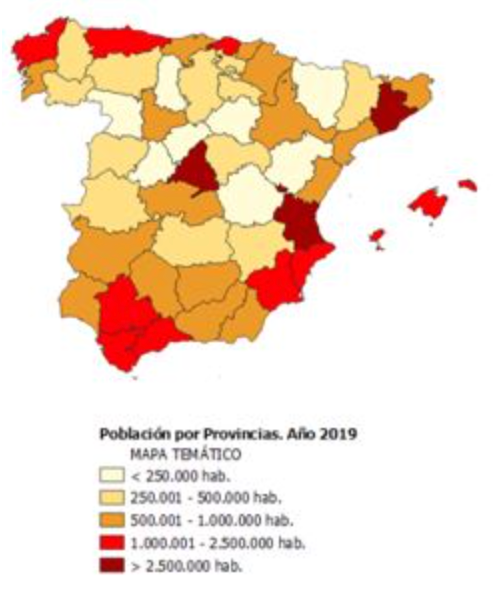 Población por Provincias. Año 2019
MAPA TEMÁTICO
< 250.000 hab.
250.001 - 500.000 hab.
500.001 - 1.000.000 hab.
1.000.001 - 2.500.000 hab.
> 2.500.000 hab.